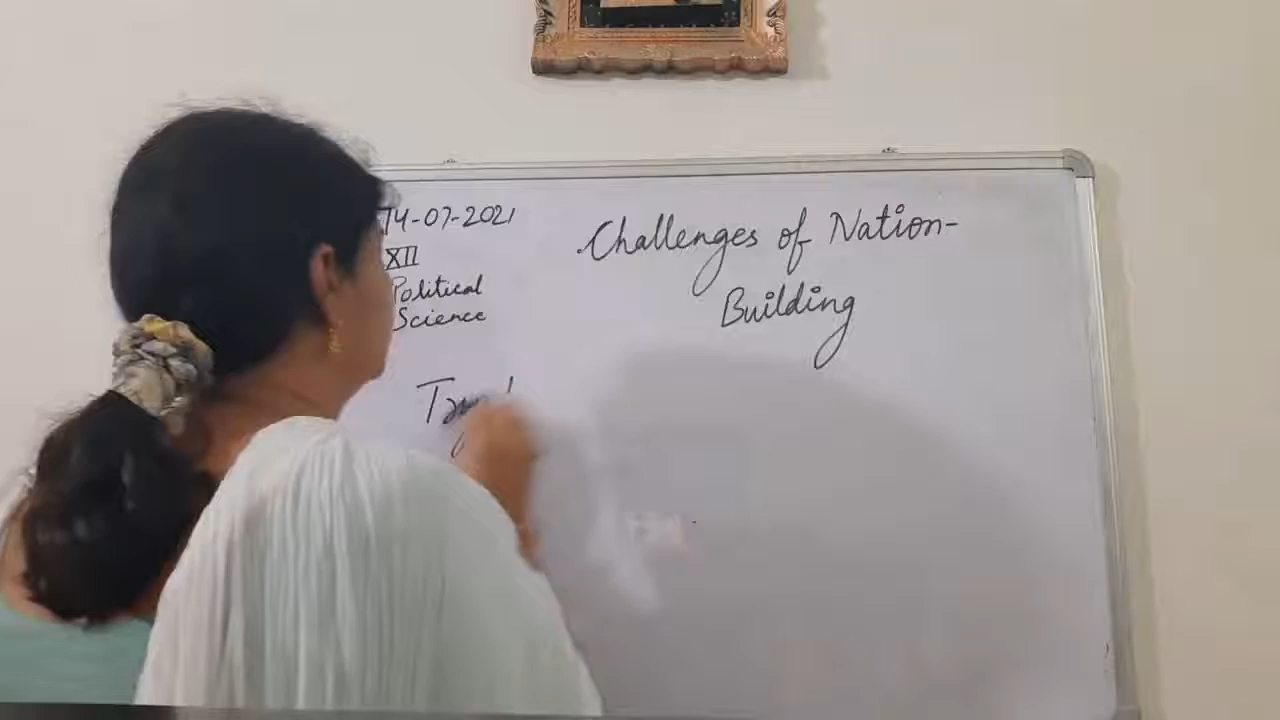 14-07-2021
XII
Political
Science
Challenges of Nation-
Building